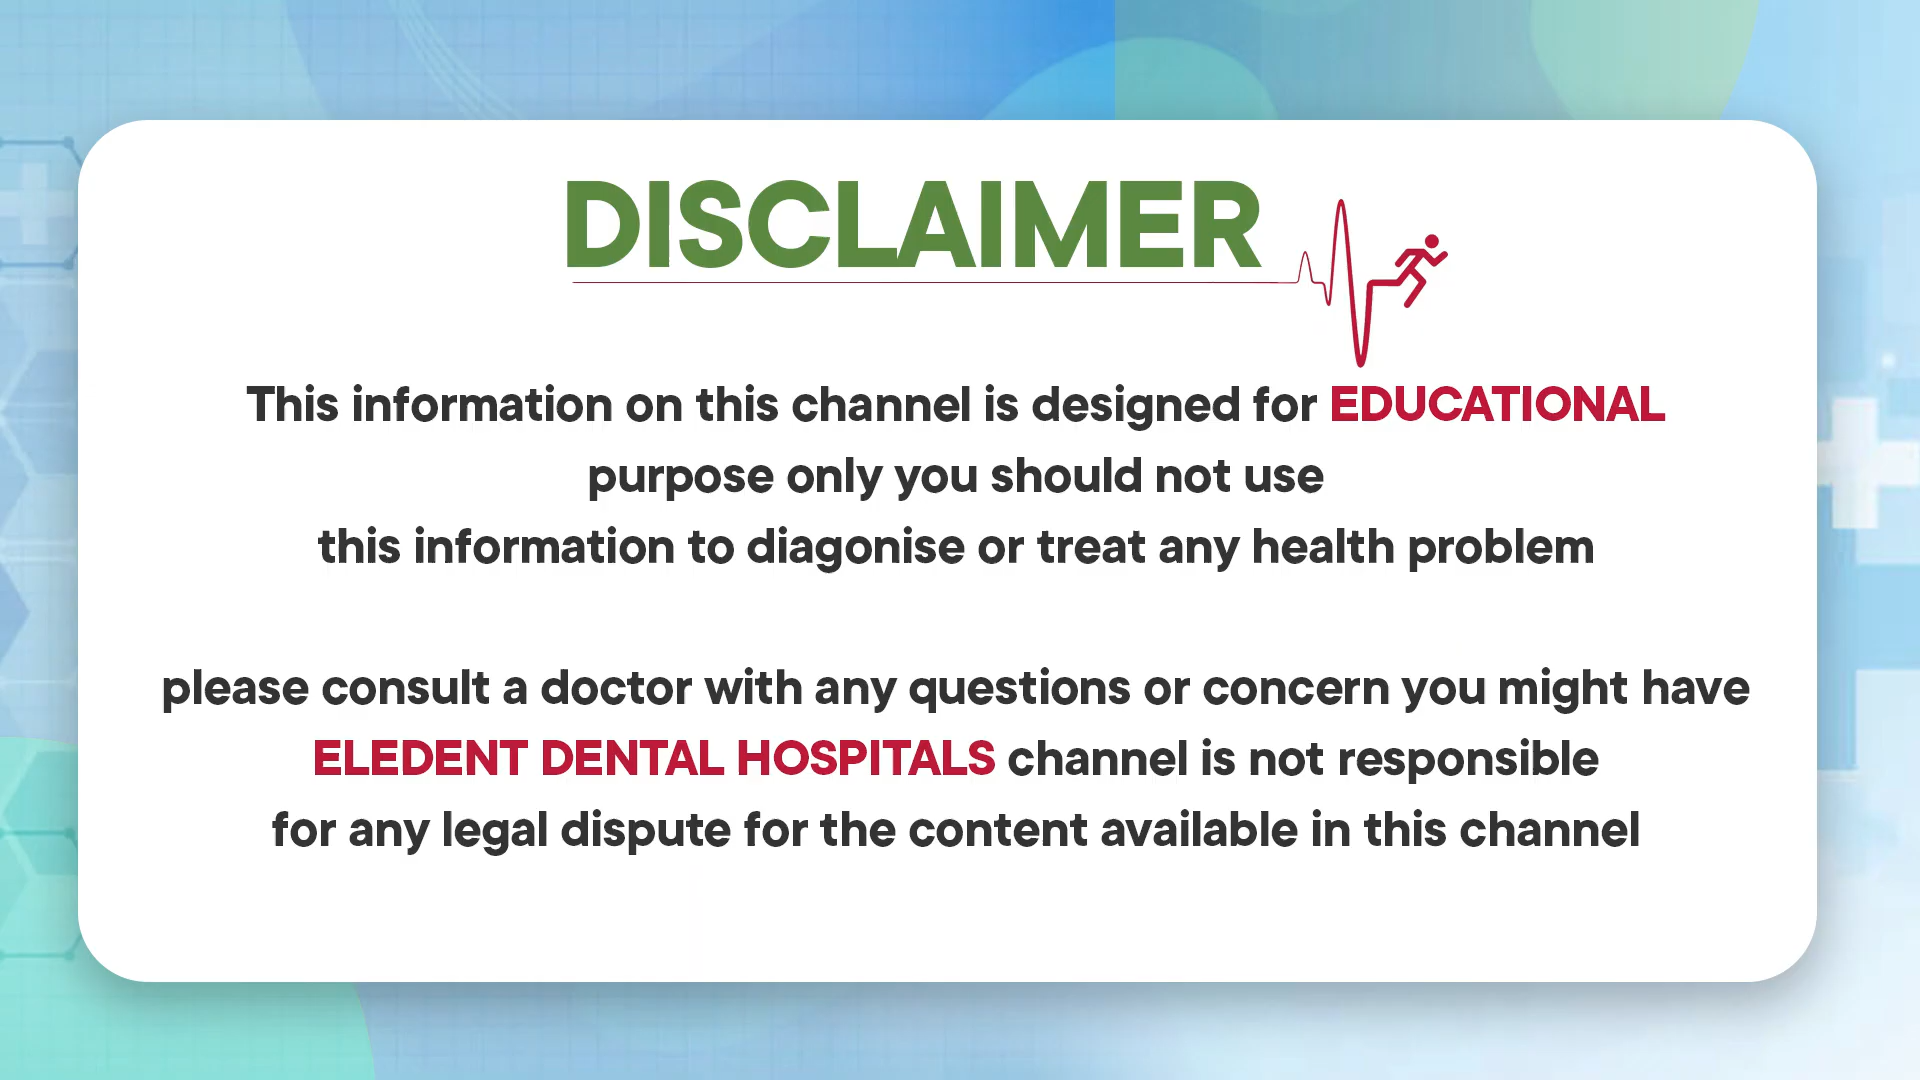 DISCLAIMER
This information on this channel is designed for EDUCATIONAL
purpose only you should not use
this information to diagonise or treat any health problem
please consult a doctor with any questions or concern you might have
ELEDENT DENTAL HOSPITALS channel is not responsible
for any legal dispute for the content available in this channel